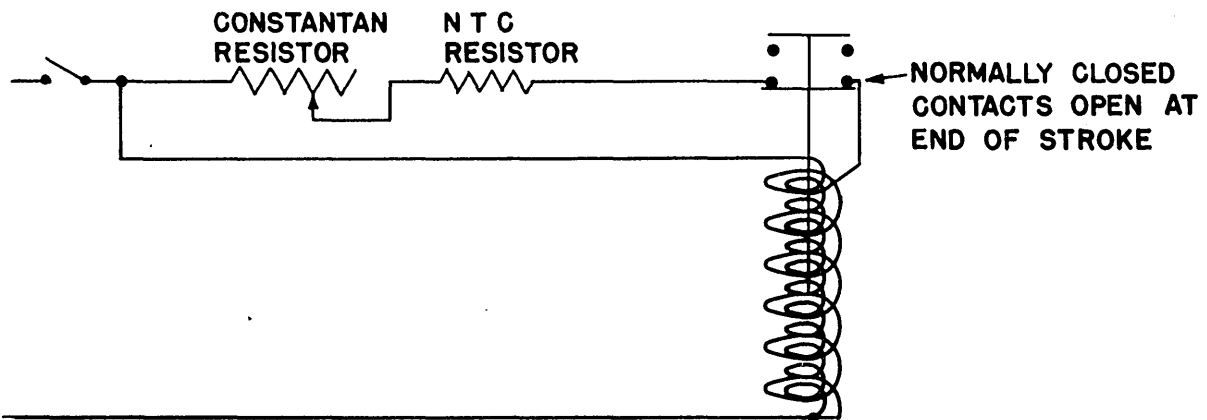 CONSTANTAN
RESISTOR
N T C
RESISTOR
NORMALLY CLOSED
CONTACTS OPEN AT
END OF STROKE